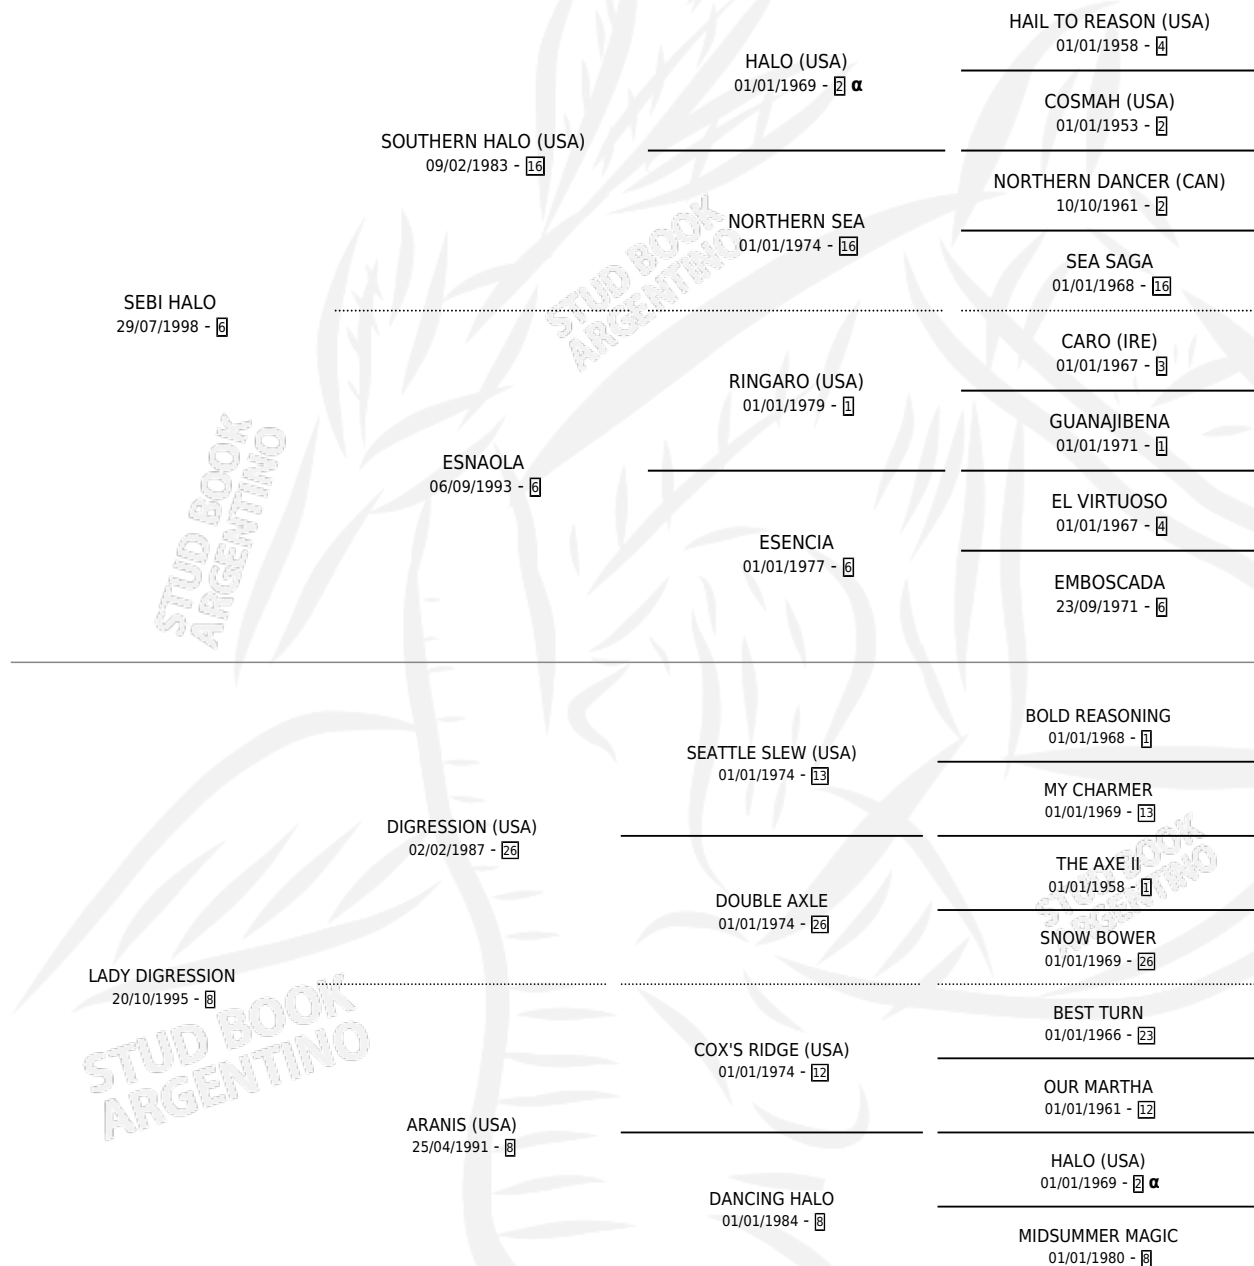 HAIL TO REASON (USA)
01/01/1958 - 4
HALO (USA)
01/01/1969 - 2 α
COSMAH (USA)
01/01/1953 - 2
SOUTHERN HALO (USA)
09/02/1983 - 16
NORTHERN DANCER (CAN)
10/10/1961 - 2
NORTHERN SEA
01/01/1974 - 16
SEA SAGA
01/01/1968 - 16
STUD BOOK
ARGENTINO
SEBI HALO
29/07/1998 - 6
CARO (IRE)
01/01/1967 - 3
RINGARO (USA)
01/01/1979 - 1
GUANAJIBENA
01/01/1971 - 1
ESNAOLA
06/09/1993 - 6
EL VIRTUOSO
01/01/1967 - 4
ESENCIA
01/01/1977 - 6
EMBOSCADA
23/09/1971 - 6
STUD BOOK
ARGENTINO
BOLD REASONING
01/01/1968 - 1
SEATTLE SLEW (USA)
01/01/1974 - 13
MY CHARMER
01/01/1969 - 13
DIGRESSION (USA)
02/02/1987 - 26
THE AXE II
01/01/1958 - 1
DOUBLE AXLE
01/01/1974 - 26
SNOW BOWER
01/01/1969 - 26
STUD BOOK
ARGENTINO
LADY DIGRESSION
20/10/1995 - 8
BEST TURN
01/01/1966 - 23
COX'S RIDGE (USA)
01/01/1974 - 12
OUR MARTHA
01/01/1961 - 12
STUD BOOK
ARGENTINO
ARANIS (USA)
25/04/1991 - 8
HALO (USA)
01/01/1969 - 2 α
DANCING HALO
01/01/1984 - 8
MIDSUMMER MAGIC
01/01/1980 - 8